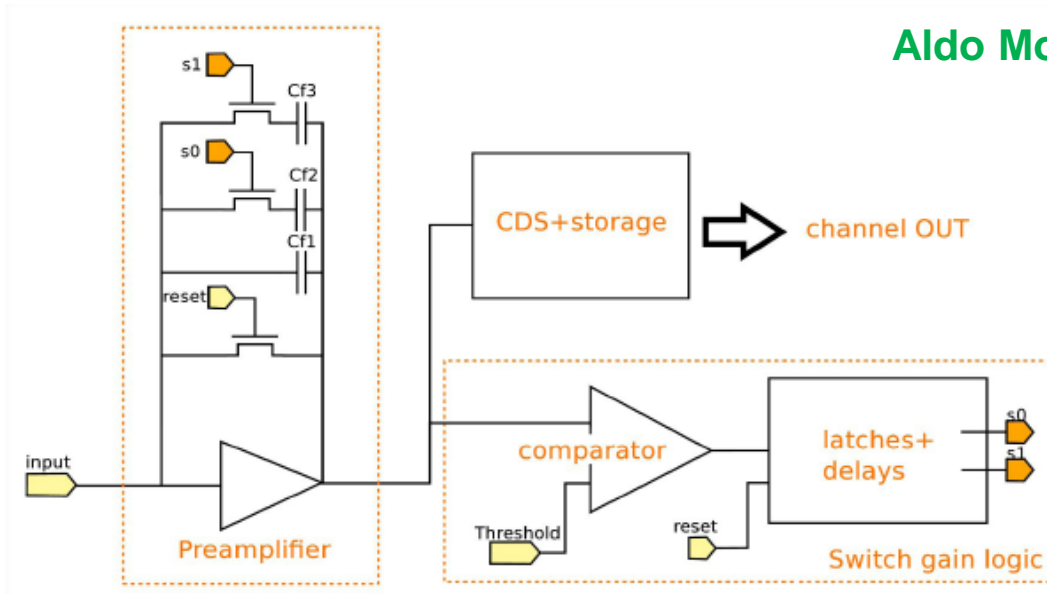 Aldo Mo
s1
Cf3
s0
Cf2
Cf1
reset
input
Preamplifier
CDS+storage
channel OUT
comparator
Threshold
reset
latches+
delays
s0
s1
Switch gain logic